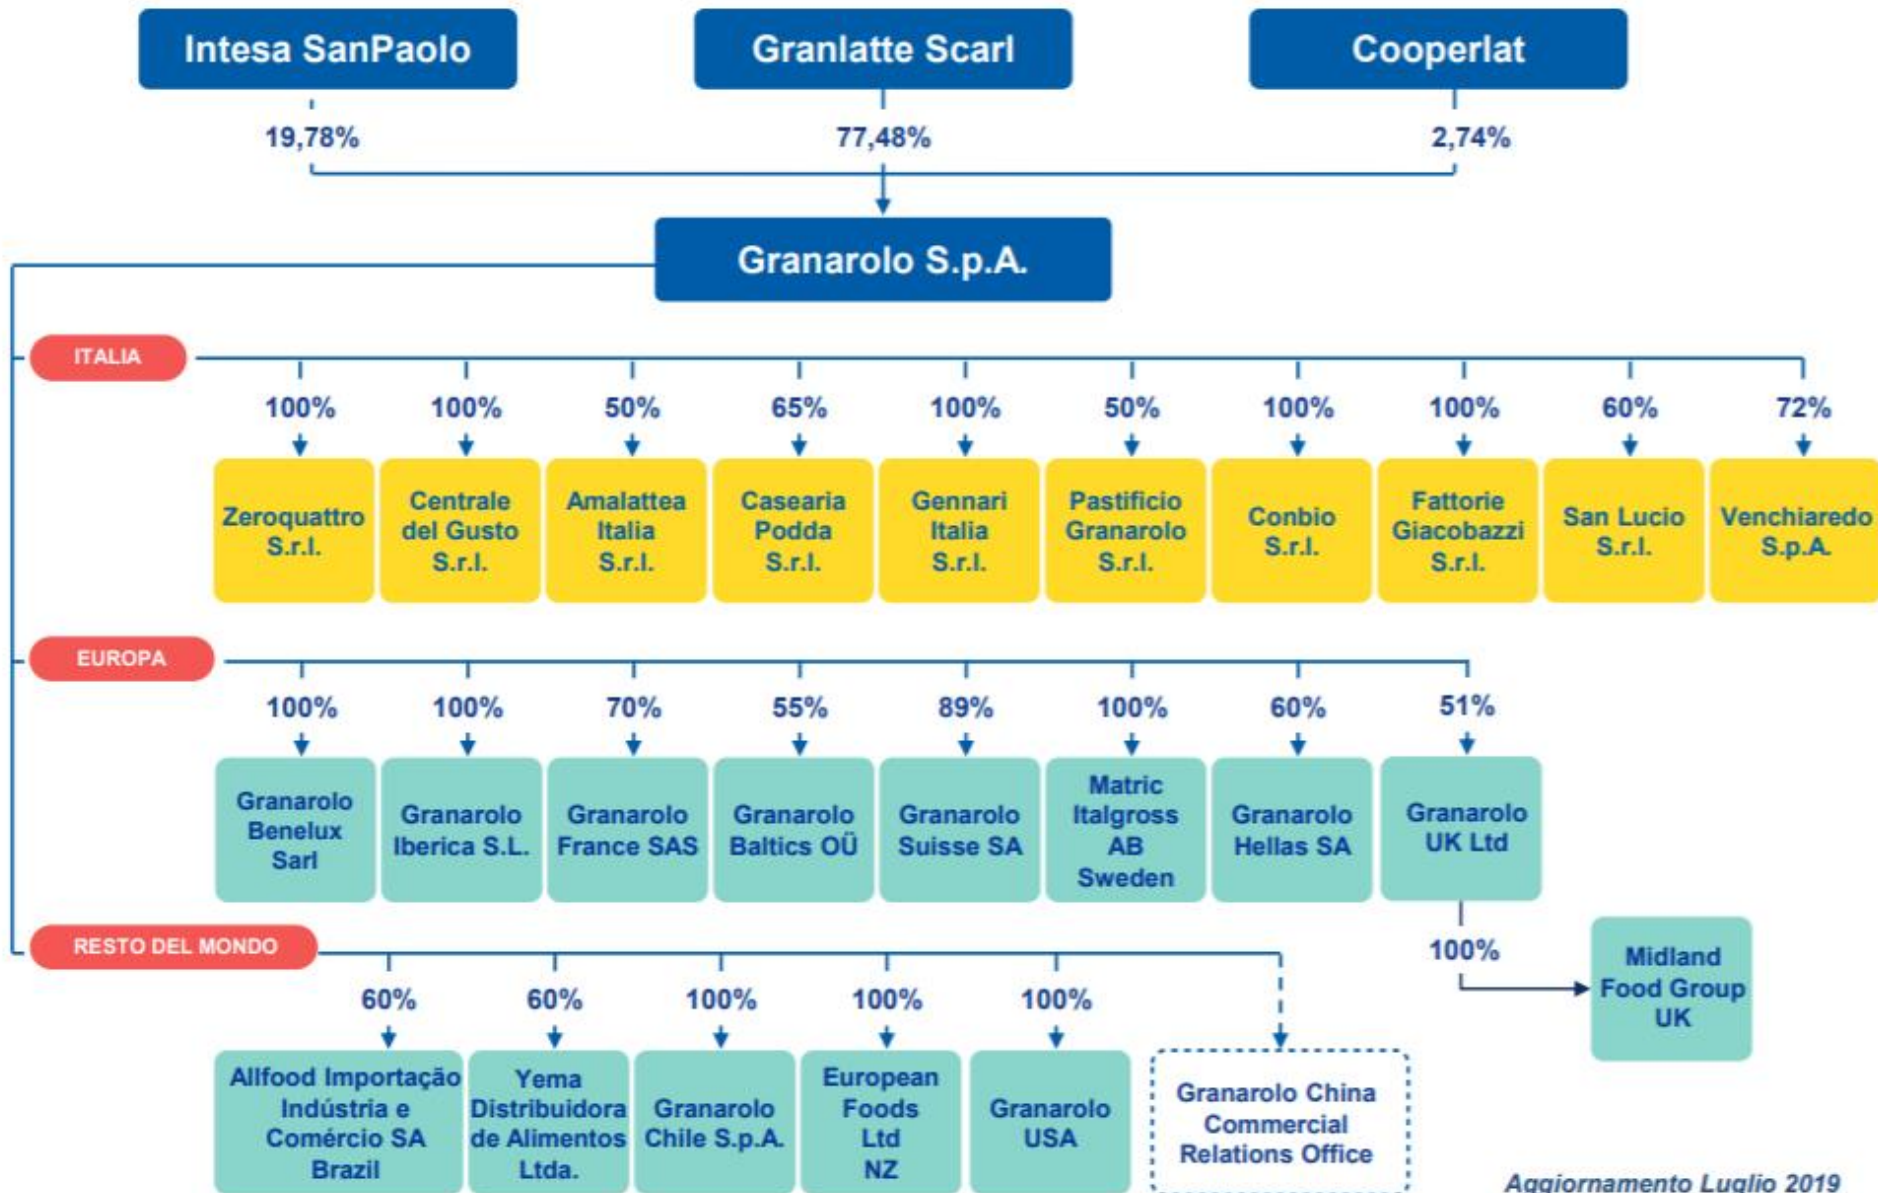 Intesa SanPaolo
Granlatte Scarl
Cooperlat
19,78%
77,48%
2,74%
Granarolo S.p.A.
ITALIA
100%
100%
50%
65%
100%
50%
100%
100%
60%
72%
Zeroquattro
S.r.l.
Centrale
del Gusto
S.r.l.
Amalattea
Italia
S.r.l.
Casearia
Podda
S.r.l.
Gennari
Italia
S.r.l.
Pastificio
Granarolo
S.r.l.
Conbio
S.r.l.
Fattorie
Giacobazzi
S.r.l.
San Lucio
S.r.l.
Venchiaredo
S.p.A.
EUROPA
100%
100%
70%
55%
89%
100%
60%
51%
Granarolo
Benelux
Sarl
Granarolo
Iberica S.L.
Granarolo
France SAS
Granarolo
Baltics OÜ
Granarolo
Suisse SA
Matric
Italgross
AB
Sweden
Granarolo
Hellas SA
Granarolo
UK Ltd
100%
Midland
Food Group
UK
RESTO DEL MONDO
60%
60%
100%
100%
100%
Allfood Importação
Indústria e
Comércio SA
Brazil
Yema
Distribuidora
de Alimentos
Ltda.
Granarolo
Chile S.p.A.
European
Foods
Ltd
NZ
Granarolo
USA
Granarolo China
Commercial
Relations Office
Aggiornamento Luglio 2019